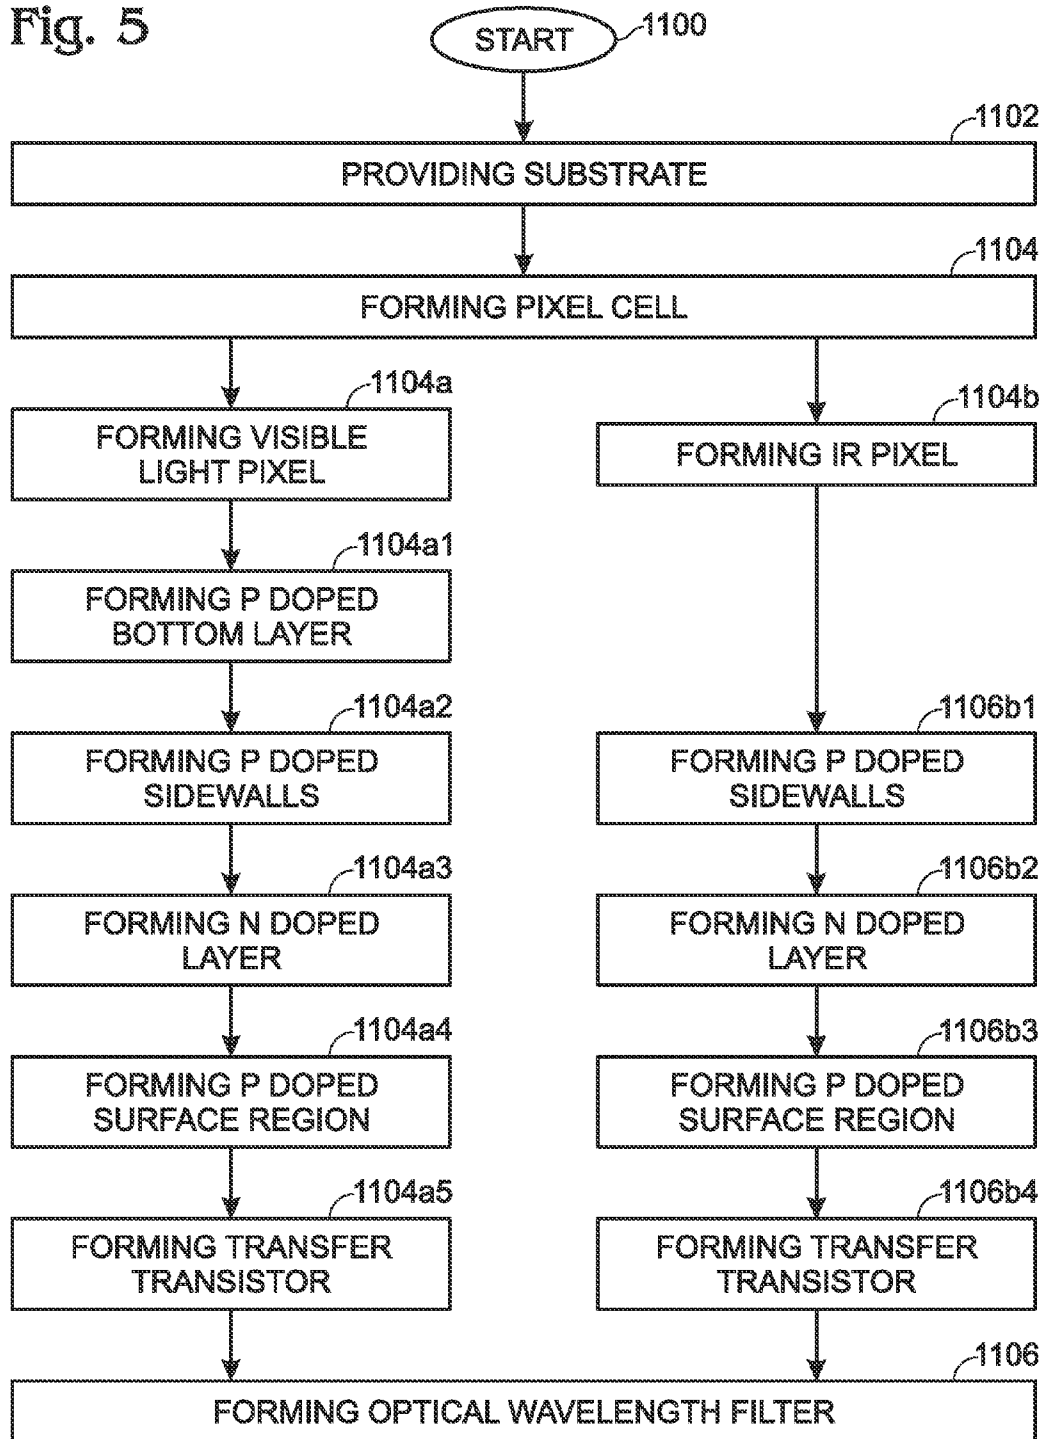 Fig. 5
START
1100
1102
PROVIDING SUBSTRATE
1104
FORMING PIXEL CELL
1104a
FORMING VISIBLE
LIGHT PIXEL
1104b
FORMING IR PIXEL
1104a1
FORMING P DOPED
BOTTOM LAYER
1104a2
FORMING P DOPED
SIDEWALLS
1106b1
FORMING P DOPED
SIDEWALLS
1104a3
FORMING N DOPED
LAYER
1106b2
FORMING N DOPED
LAYER
1104a4
FORMING P DOPED
SURFACE REGION
1106b3
FORMING P DOPED
SURFACE REGION
1104a5
FORMING TRANSFER
TRANSISTOR
1106b4
FORMING TRANSFER
TRANSISTOR
1106
FORMING OPTICAL WAVELENGTH FILTER